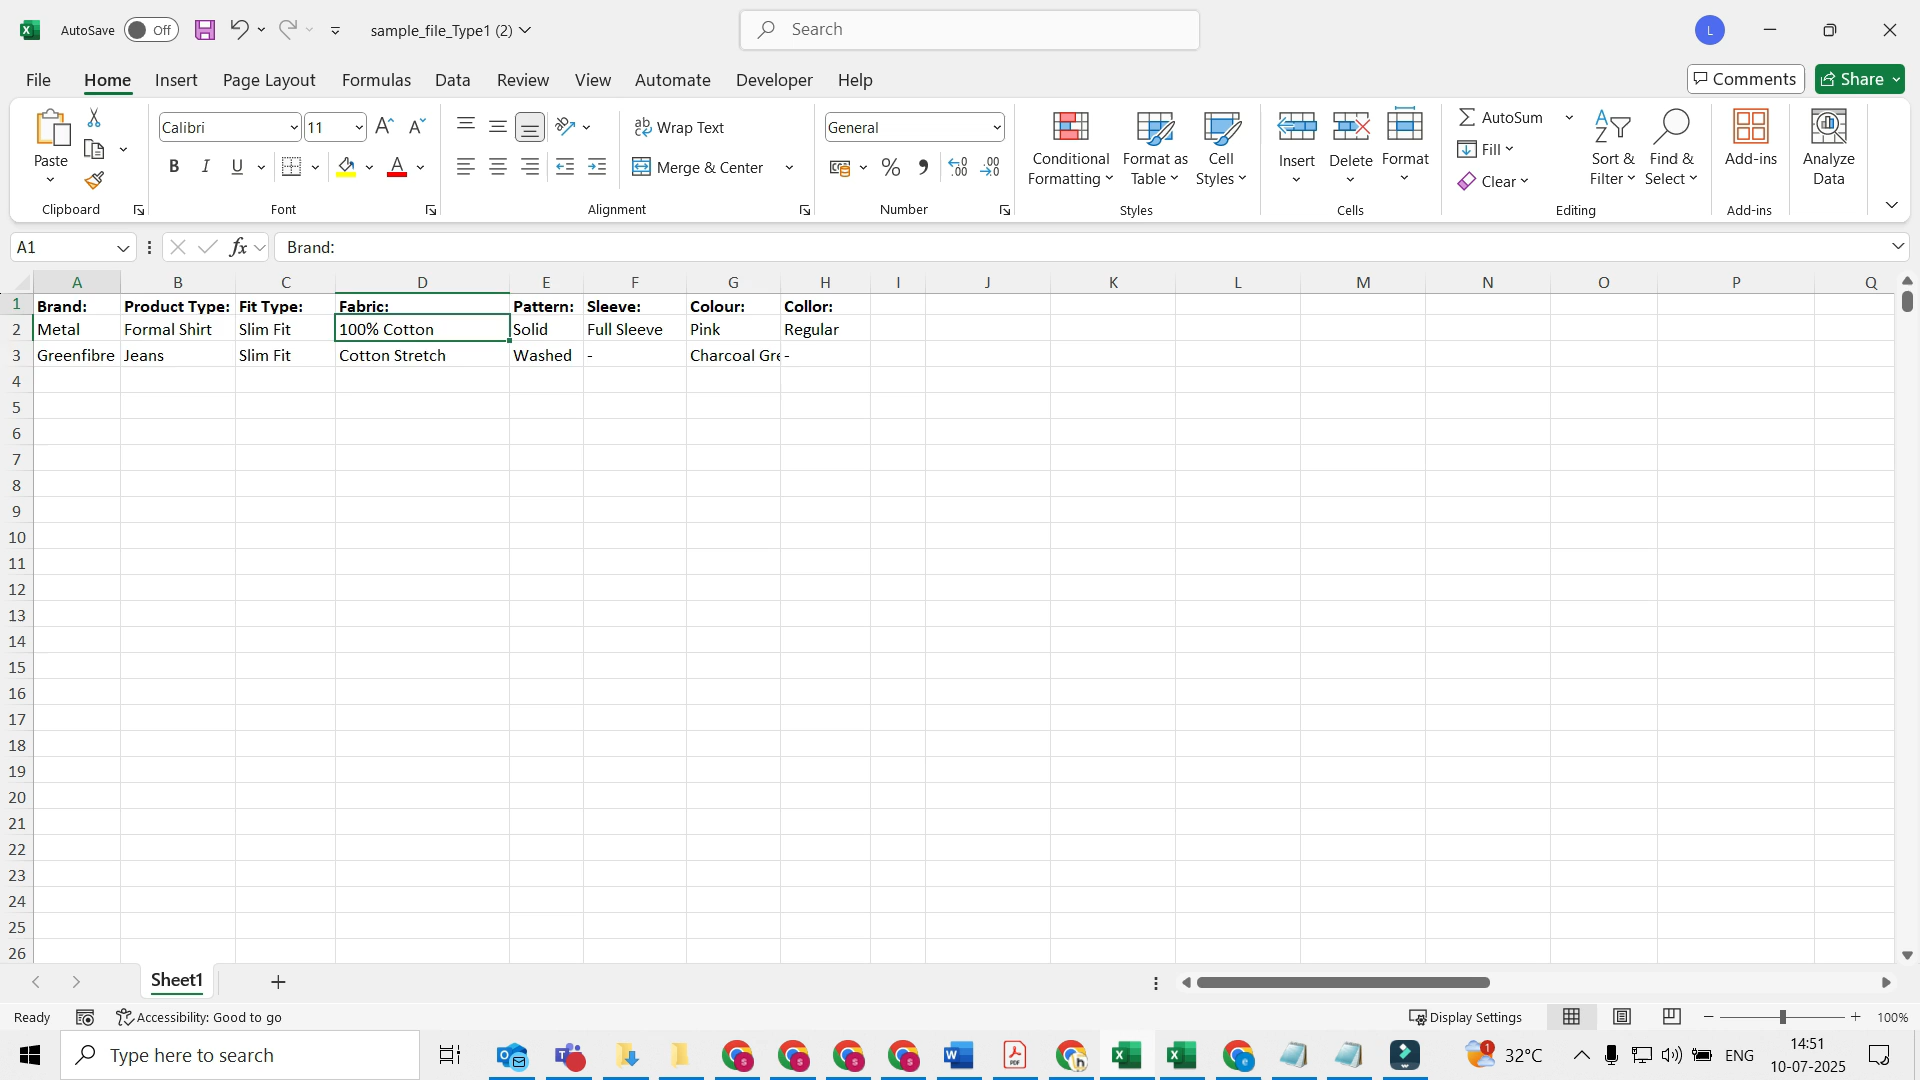 AutoSave Off sample_file_Type1 (2) Search L
File Home Insert Page Layout Formulas Data Review View Automate Developer Help Comments Share
Paste
Clipboard
Calibri 11
B I U A
Font
Wrap Text
Merge & Center
Alignment
General
% 9 .00 .00
Number
Conditional Formatting
Format as Table
Cell Styles
Styles
Insert Delete Format
Cells
AutoSum
Fill
Clear
Sort & Filter
Find & Select
Editing
Add-ins
Add-ins
Analyze Data
A1 fx Brand:
A B C D E F G H I J K L M N O P Q
1 Brand: Product Type: Fit Type: Fabric: Pattern: Sleeve: Colour: Collor:
2 Metal Formal Shirt Slim Fit 100% Cotton Solid Full Sleeve Pink Regular
3 Greenfibre Jeans Slim Fit Cotton Stretch Washed - Charcoal Gre -
4
5
6
7
8
9
10
11
12
13
14
15
16
17
18
19
20
21
22
23
24
25
26
Sheet1
Ready Accessibility: Good to go Display Settings 100%
Type here to search 32°C ENG 14:51
10-07-2025